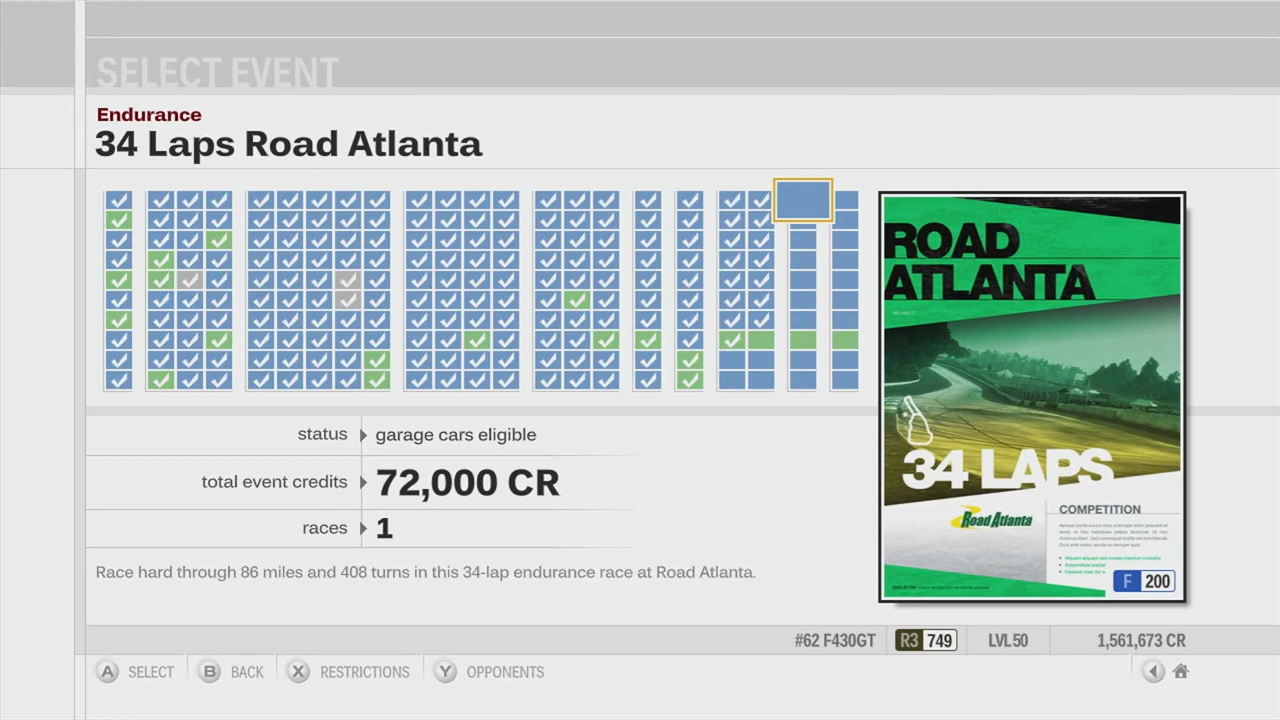 SELECT EVENT
Endurance
34 Laps Road Atlanta
ROAD
ATLANTA
34 LAPS
Road Atlanta
COMPETITION
F 200
status garage cars eligible
total event credits 72,000 CR
races 1
Race hard through 86 miles and 408 turns in this 34-lap endurance race at Road Atlanta.
#62 F430GT R3 749 LVL50 1,561,673 CR
A SELECT B BACK X RESTRICTIONS Y OPPONENTS